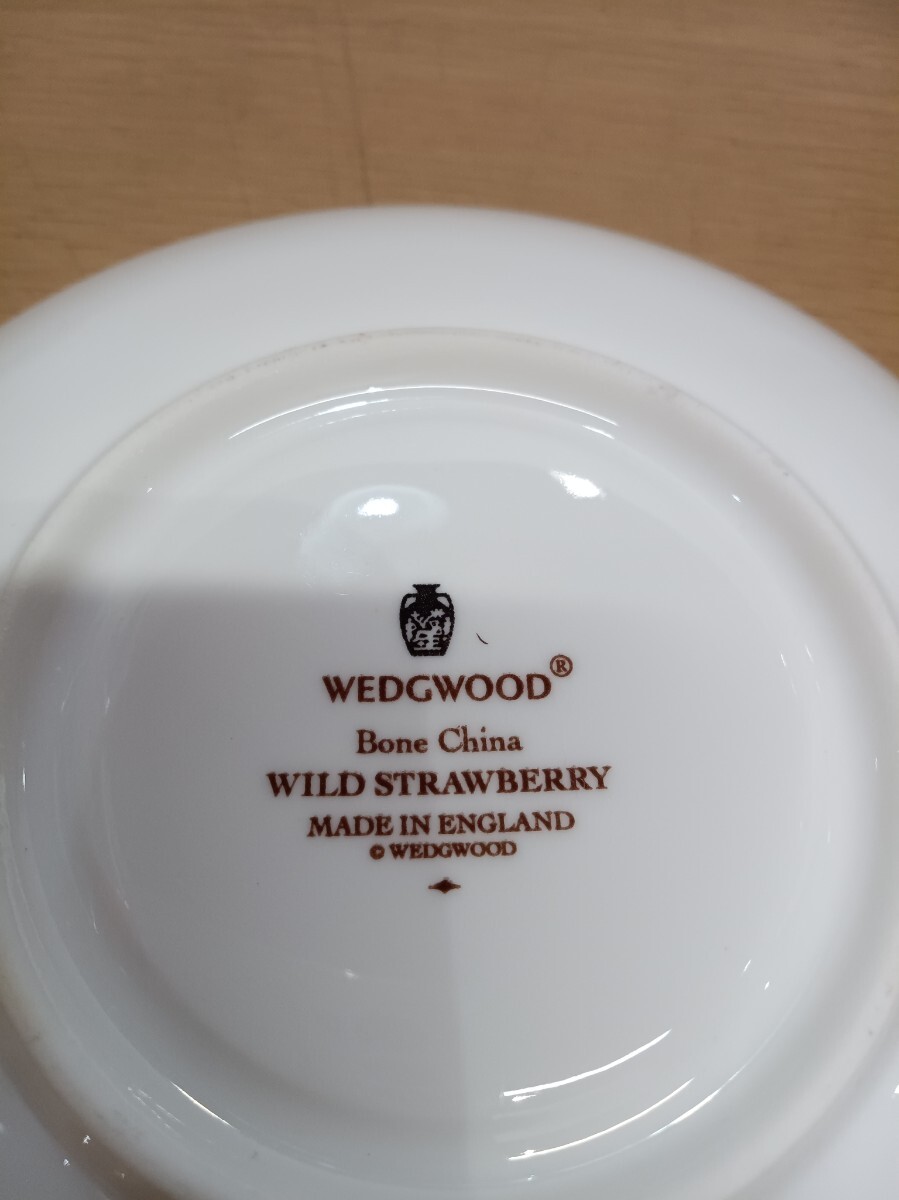 WEDGWOOD®
Bone China
WILD STRAWBERRY
MADE IN ENGLAND
© WEDGWOOD